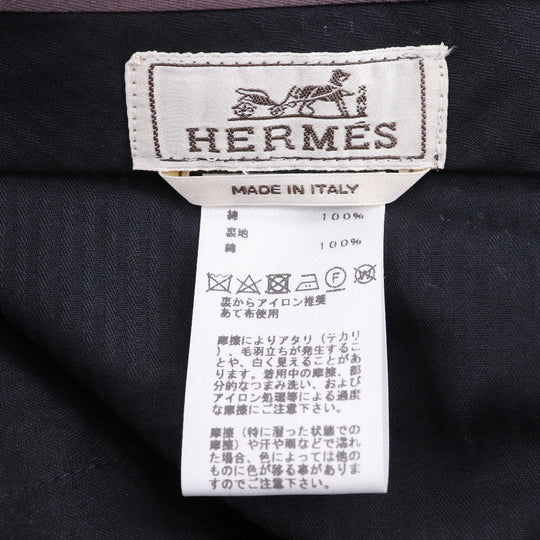 HERMES
MADE IN ITALY
綿 100%
裏地
綿 100%
F
W
裏からアイロン推奨
あて布使用
摩擦によりアタリ（テカリ
）、毛羽立ちが発生するこ
とや、白く見えることがあ
ります。着用中の摩擦、部
分的なつまみ洗い、および
アイロン処理等による過度
な摩擦にご注意下さい。
摩擦（特に湿った状態での
摩擦）や汗や雨などで濡れ
た場合、色によっては他の
ものに色が移る事がありま
すのでご注意下さい。